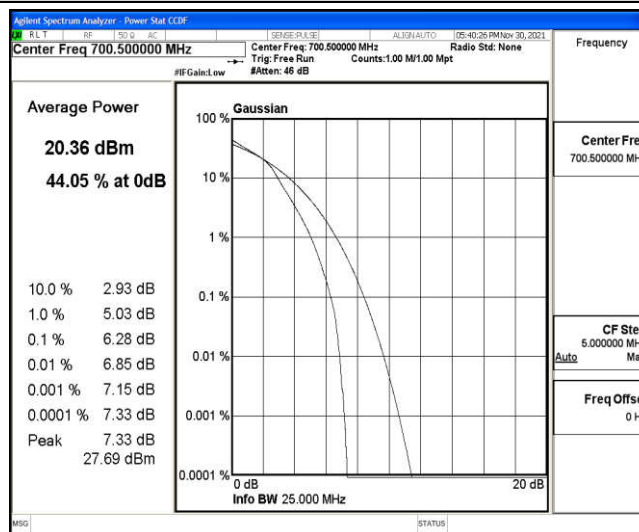 Agilent Spectrum Analyzer - Power Stat CCDF
RL T RF 50 Ω AC SENSE:PULSE ALIGN AUTO 05:40:26 PM Nov 30, 2021
Center Freq 700.500000 MHz
Center Freq: 700.500000 MHz Radio Std: None
Trig: Free Run Counts:1.00 M/1.00 Mpt
#IFGain:Low #Atten: 46 dB
Frequency
Average Power
20.36 dBm
44.05 % at 0dB
10.0 % 2.93 dB
1.0 % 5.03 dB
0.1 % 6.28 dB
0.01 % 6.85 dB
0.001 % 7.15 dB
0.0001 % 7.33 dB
Peak 7.33 dB
27.69 dBm
Gaussian
100 %
10 %
1 %
0.1 %
0.01 %
0.001 %
0.0001 %
0 dB 20 dB
Info BW 25.000 MHz
Center Fre
700.500000 MH
CF Ste
5.000000 MH
Auto Ma
Freq Offse
0 H
MSG STATUS